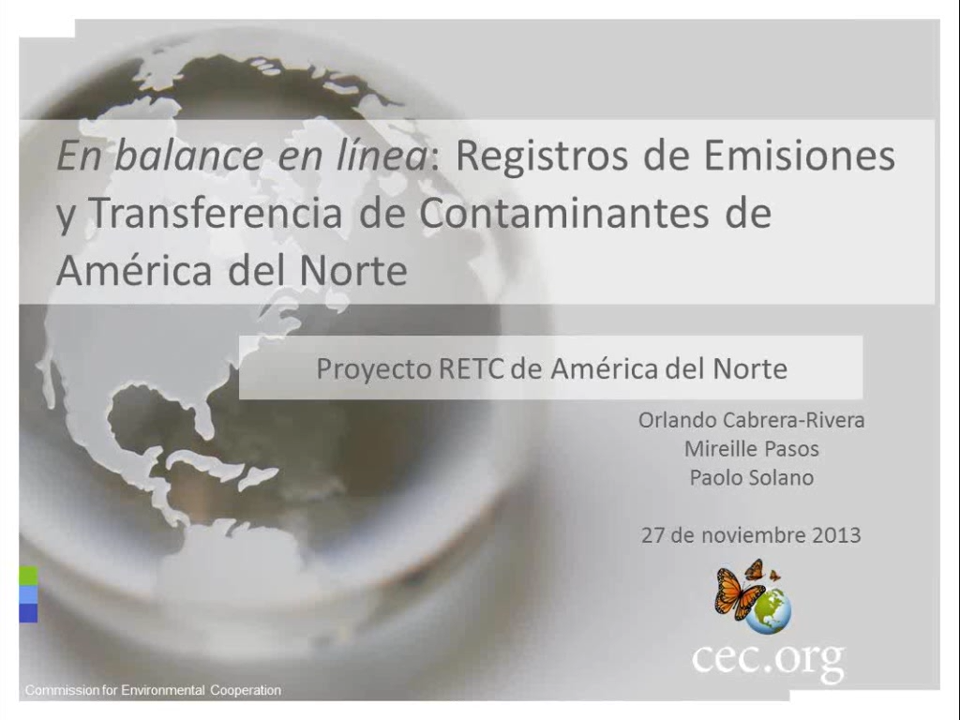 En balance en línea: Registros de Emisiones
y Transferencia de Contaminantes de
América del Norte
Proyecto RETC de América del Norte
Orlando Cabrera-Rivera
Mireille Pasos
Paolo Solano
27 de noviembre 2013
cec.org
Commission for Environmental Cooperation